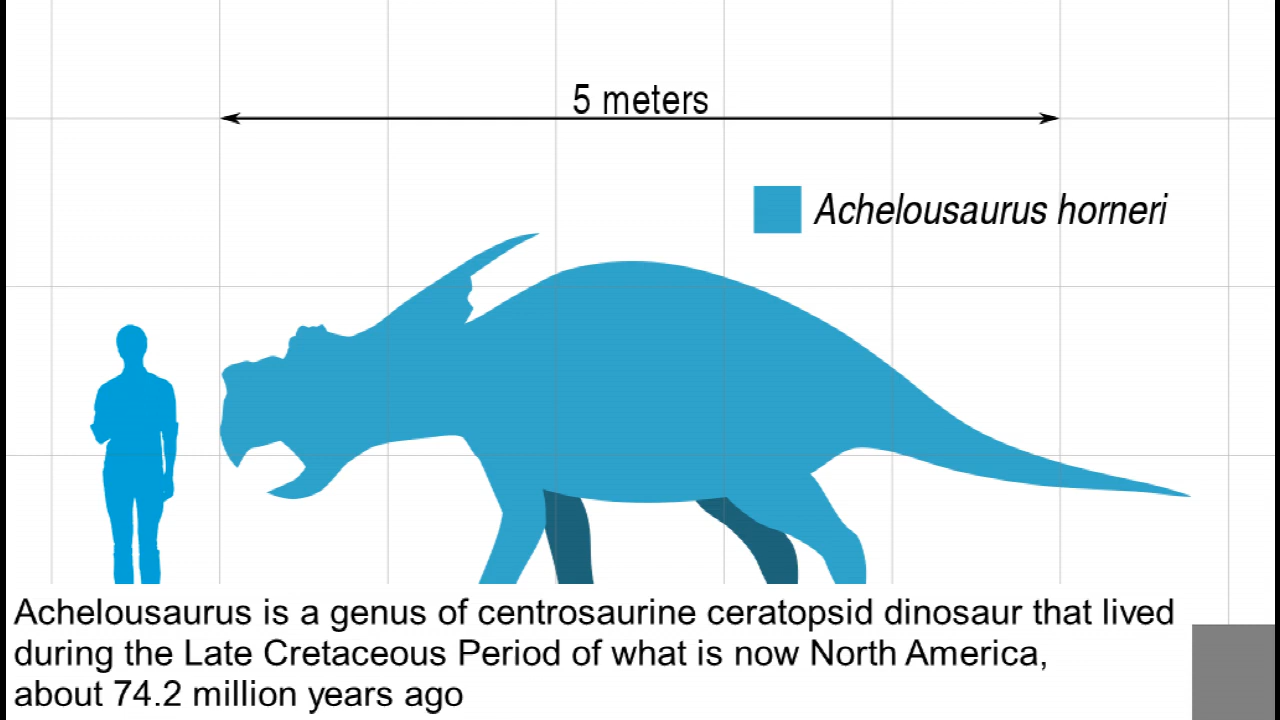 5 meters
Achelousaurus horneri
Achelousaurus is a genus of centrosaurine ceratopsid dinosaur that lived
during the Late Cretaceous Period of what is now North America,
about 74.2 million years ago